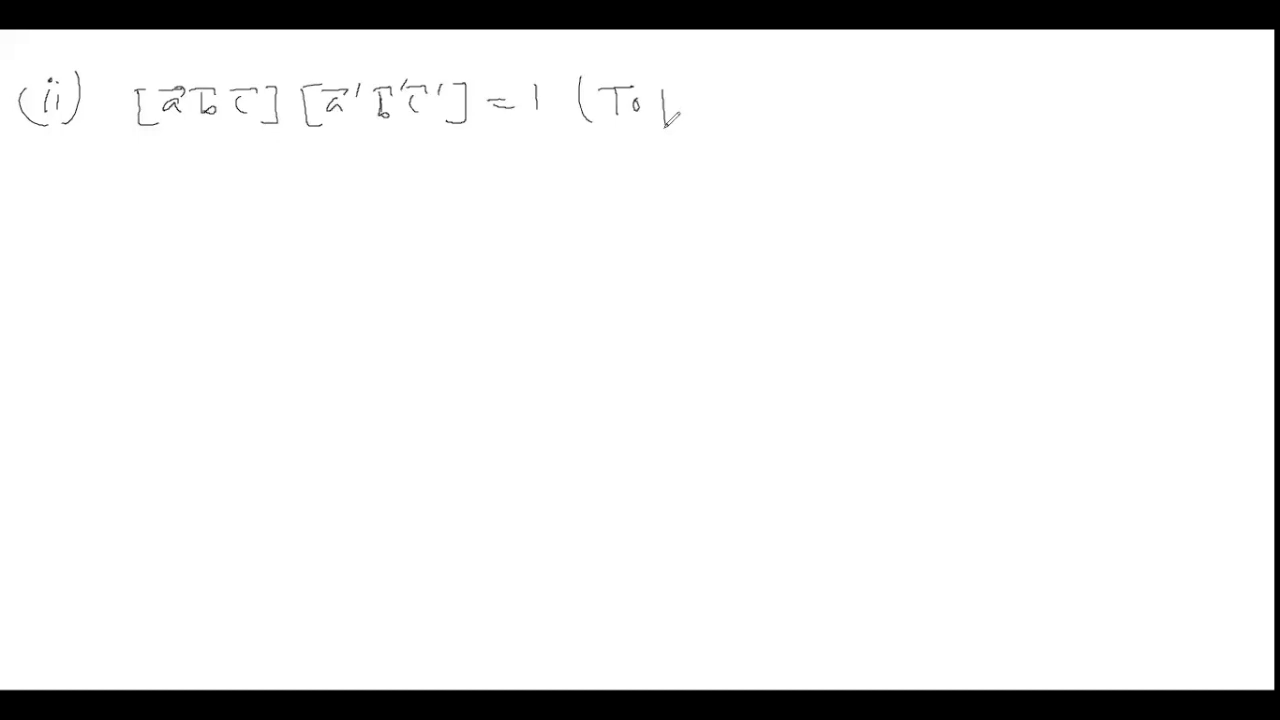 (ii) [a⃗ b⃗ c⃗] [a⃗' b⃗' c⃗'] = 1 (To